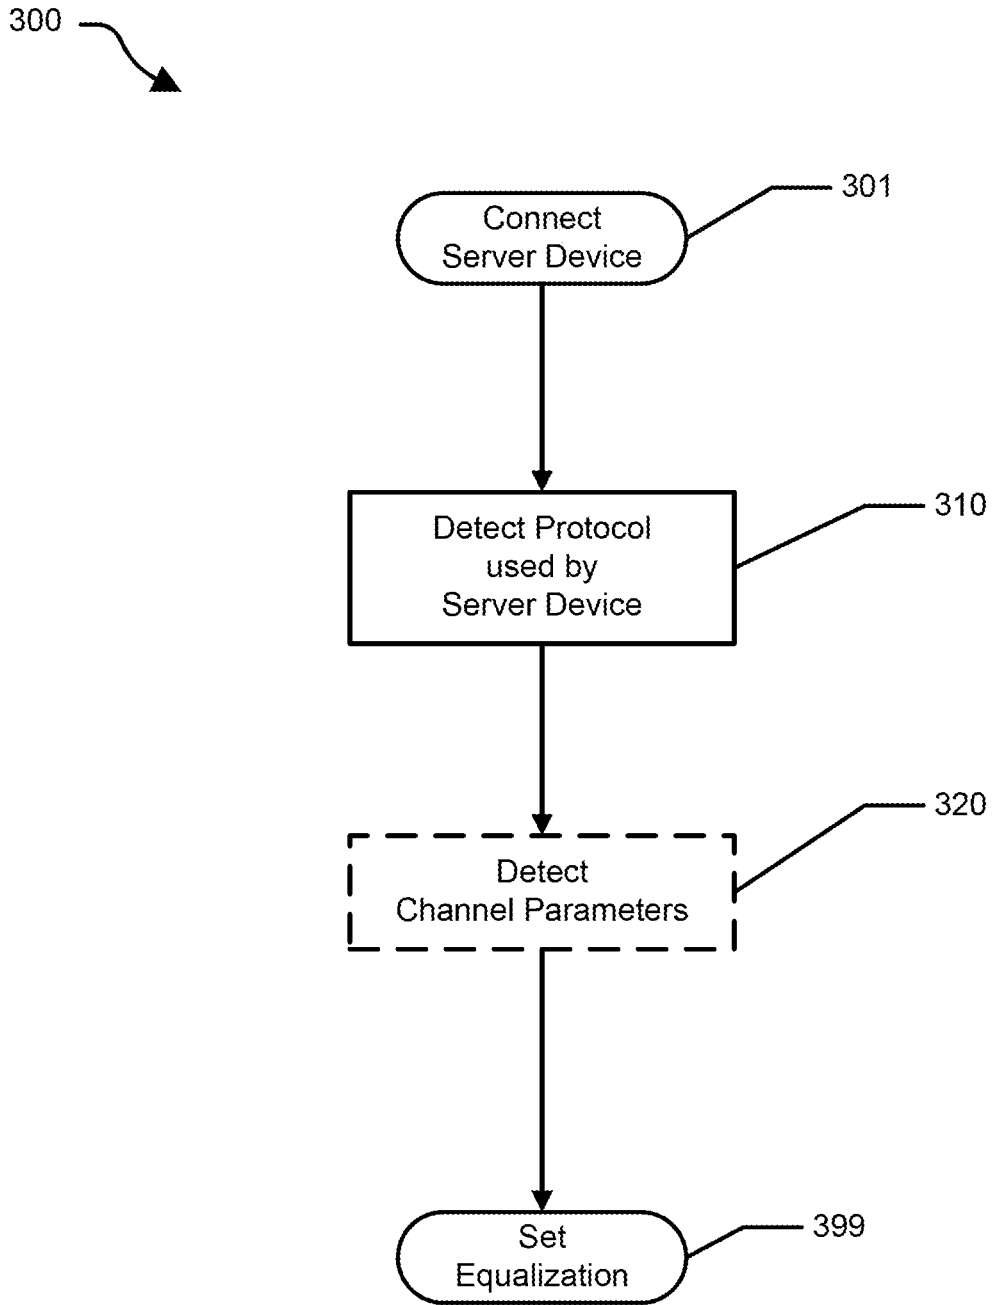 300
301
Connect
Server Device
310
Detect Protocol
used by
Server Device
320
Detect
Channel Parameters
399
Set
Equalization